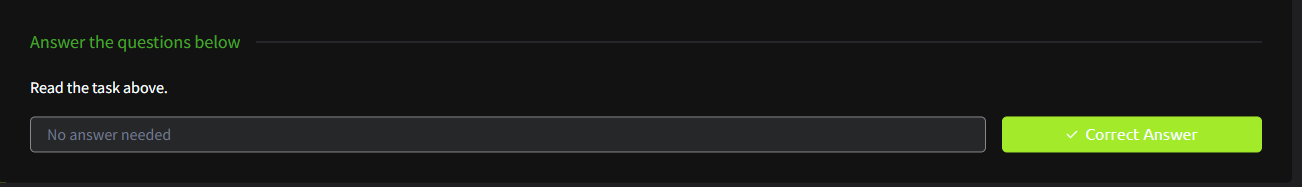 Answer the questions below
Read the task above.
No answer needed
✓ Correct Answer